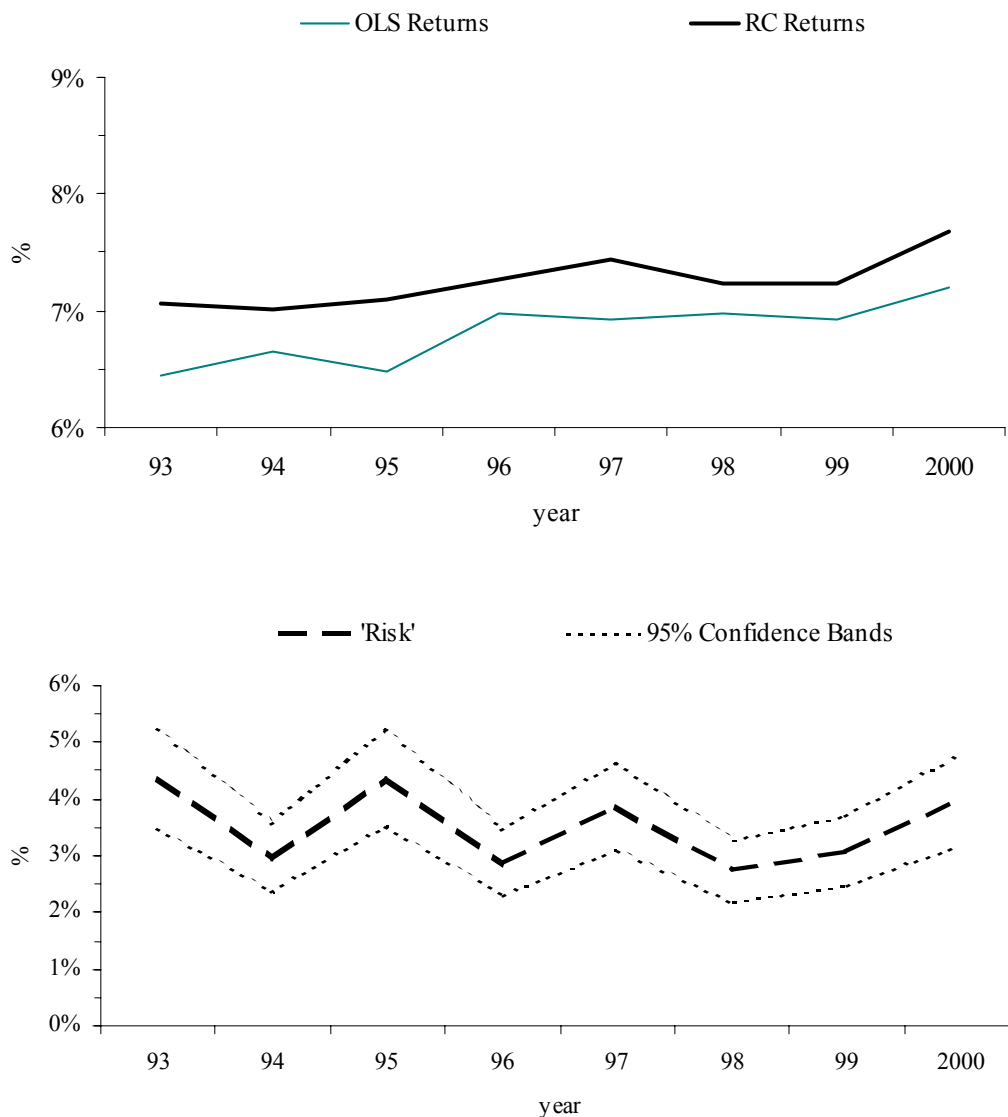 OLS Returns RC Returns
9%
8%
7%
6%
%
93 94 95 96 97 98 99 2000
year
'Risk' 95% Confidence Bands
6%
5%
4%
3%
2%
1%
0%
%
93 94 95 96 97 98 99 2000
year